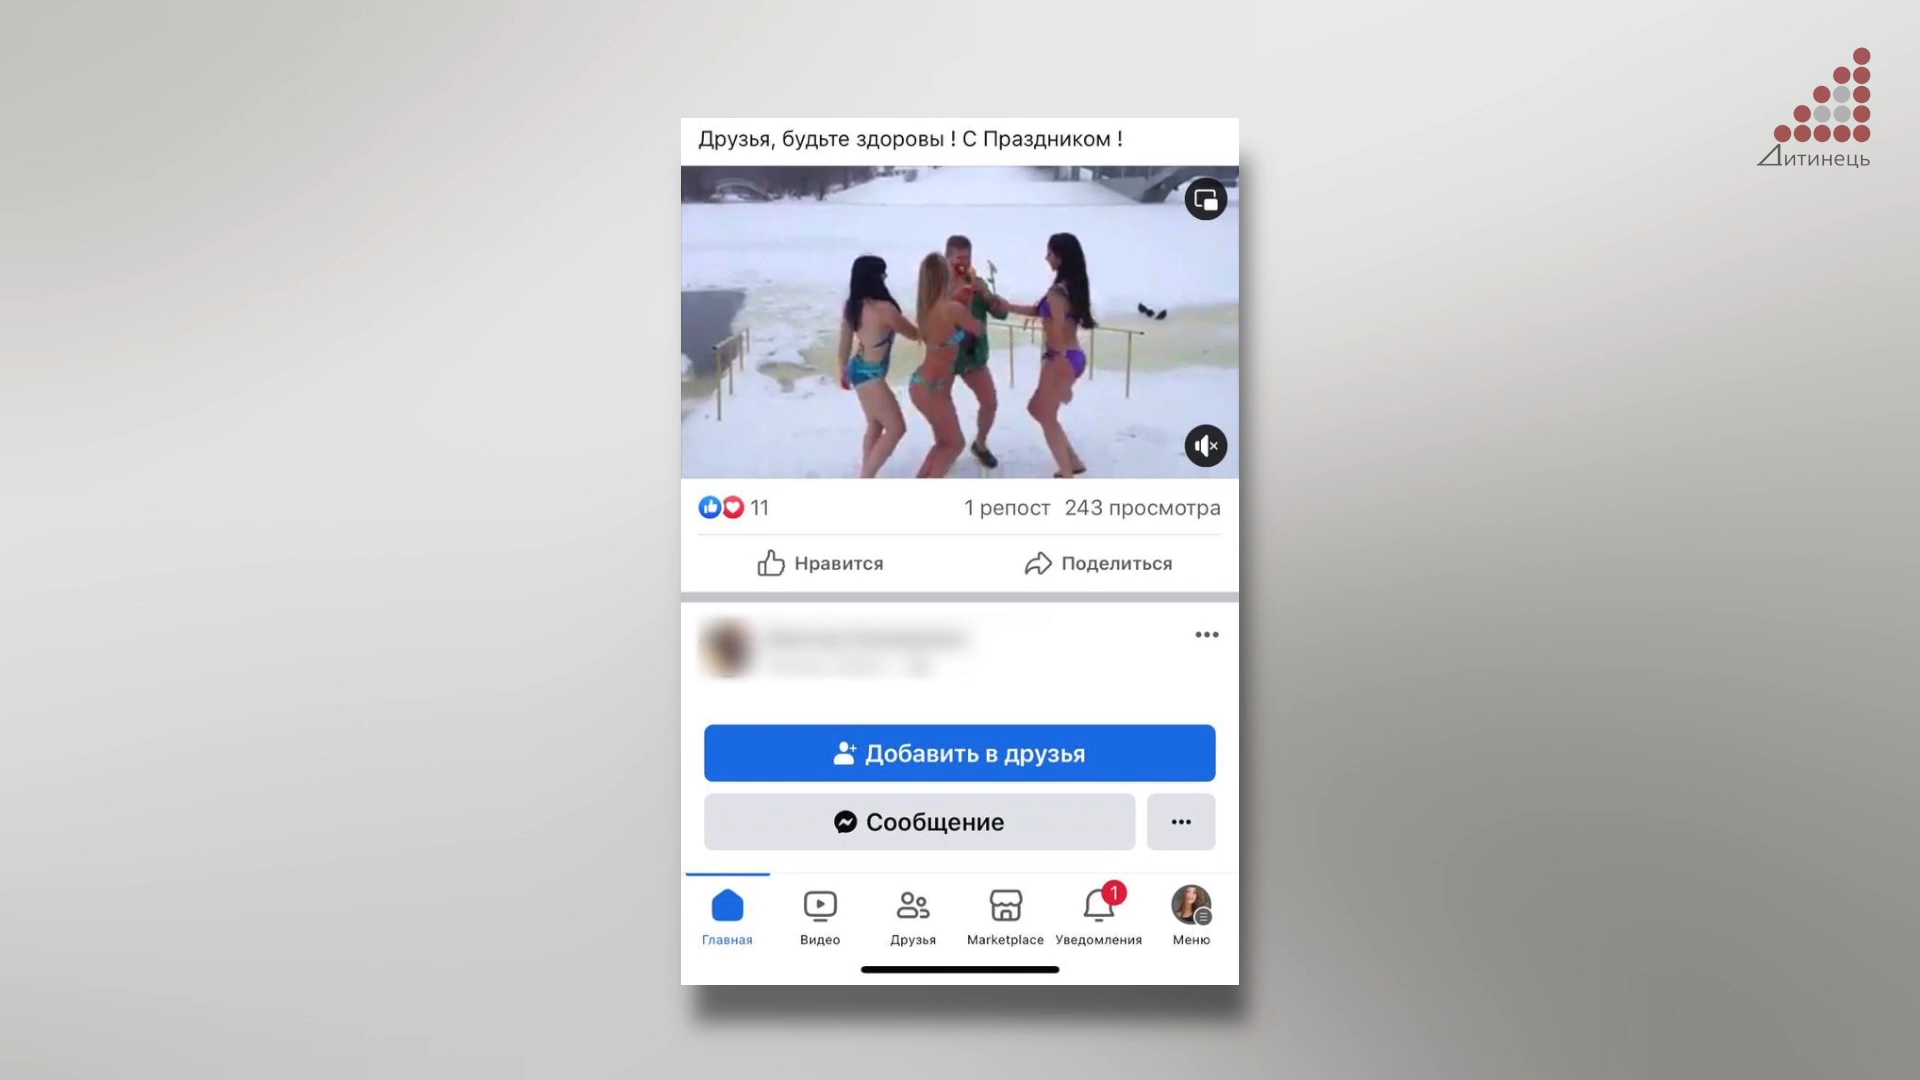 Дитинець
Друзья, будьте здоровы ! С Праздником !
11
1 репост 243 просмотра
Нравится
Поделиться
Добавить в друзья
Сообщение
1
Главная
Видео
Друзья
Marketplace
Уведомления
Меню